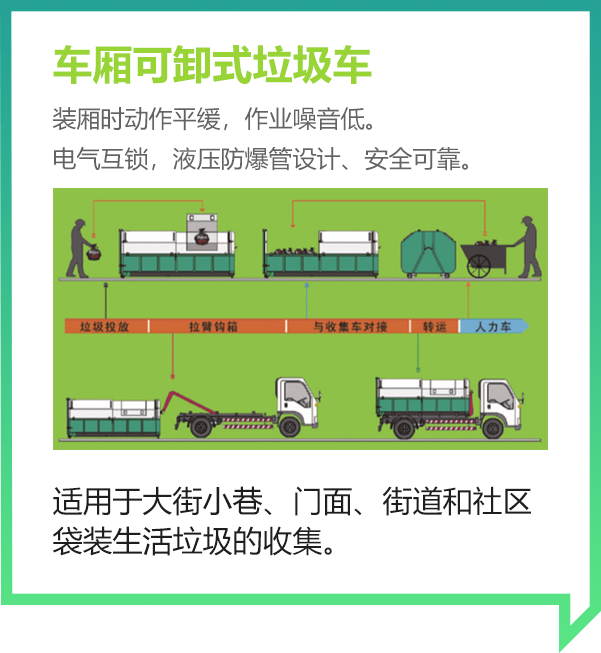 车厢可卸式垃圾车
装厢时动作平缓，作业噪音低。
电气互锁，液压防爆管设计、安全可靠。
垃圾投放 拉臂钩箱 与收集车对接 转运 人力车
适用于大街小巷、门面、街道和社区
袋装生活垃圾的收集。